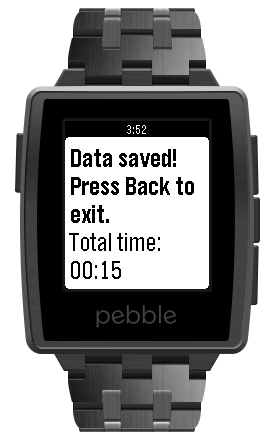 3:52
Data saved!
Press Back to
exit.
Total time:
00:15
pebble